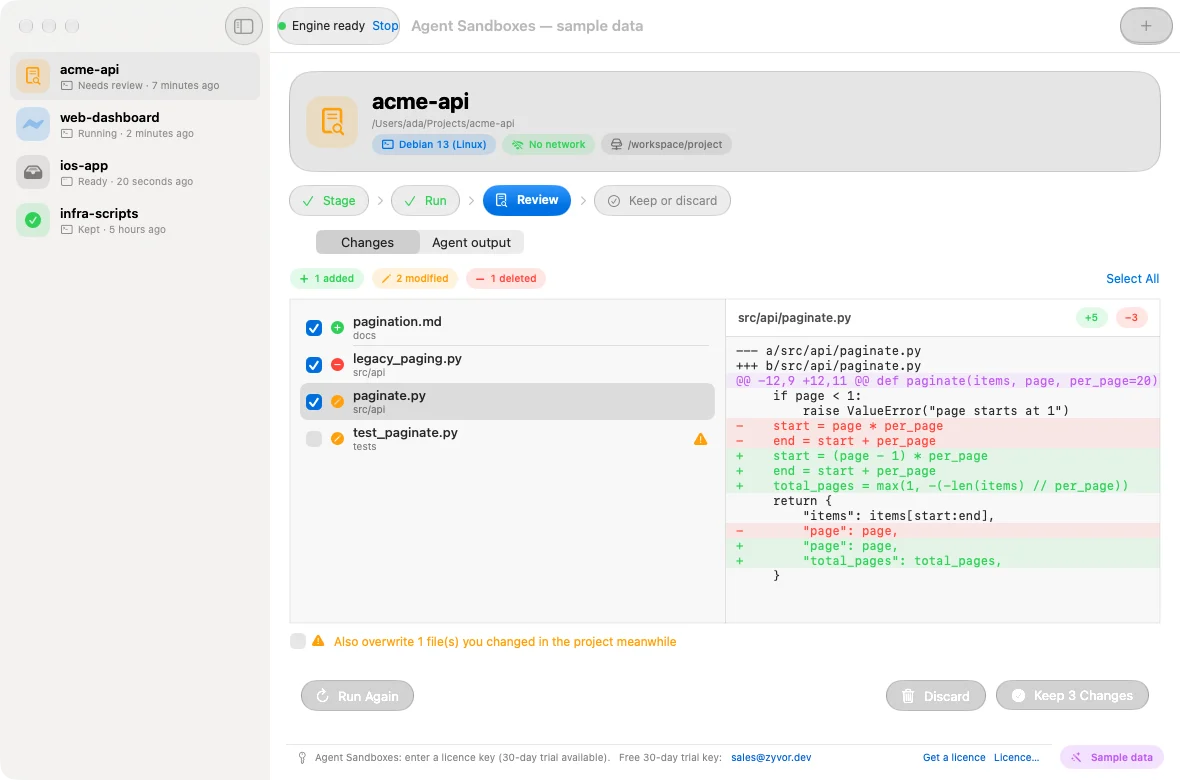 Engine ready Stop Agent Sandboxes — sample data
acme-api
Needs review · 7 minutes ago
web-dashboard
Running · 2 minutes ago
ios-app
Ready · 20 seconds ago
infra-scripts
Kept · 5 hours ago
acme-api
/Users/ada/Projects/acme-api
Debian 13 (Linux) No network /workspace/project
Stage Run Review Keep or discard
Changes Agent output
+ 1 added 2 modified − 1 deleted Select All
pagination.md
docs
legacy_paging.py
src/api
paginate.py
src/api
test_paginate.py
tests
src/api/paginate.py +5 −3
--- a/src/api/paginate.py
+++ b/src/api/paginate.py
@@ -12,9 +12,11 @@ def paginate(items, page, per_page=20)
    if page < 1:
        raise ValueError("page starts at 1")
-    start = page * per_page
-    end = start + per_page
+    start = (page - 1) * per_page
+    end = start + per_page
+    total_pages = max(1, -(-len(items) // per_page))
    return {
        "items": items[start:end],
-        "page": page,
+        "page": page,
+        "total_pages": total_pages,
    }
Also overwrite 1 file(s) you changed in the project meanwhile
Run Again Discard Keep 3 Changes
Agent Sandboxes: enter a licence key (30-day trial available). Free 30-day trial key: sales@zyvor.dev Get a licence Licence... Sample data